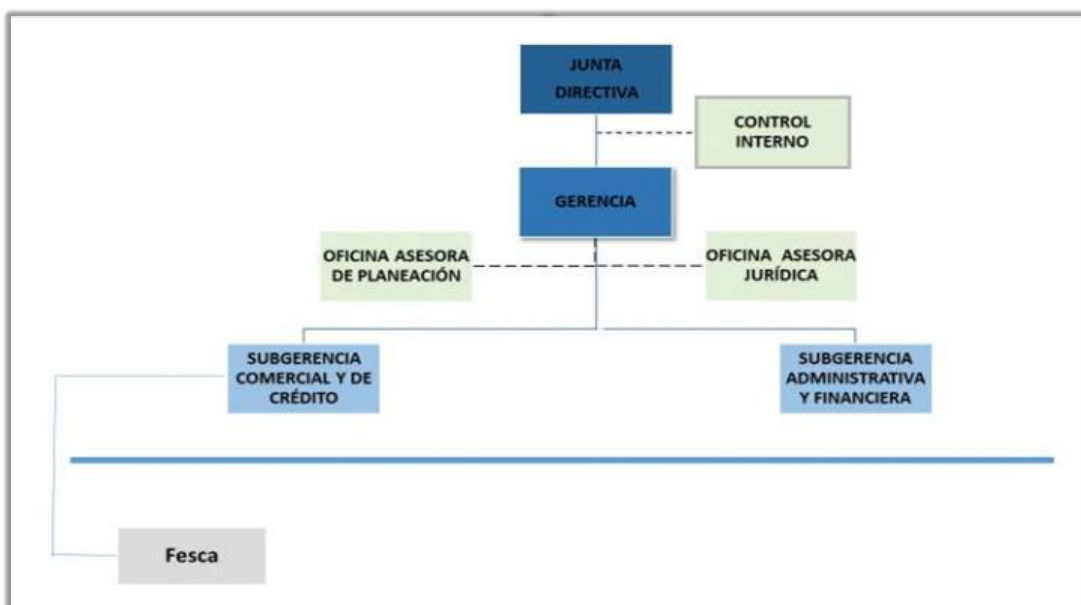 JUNTA
DIRECTIVA
CONTROL
INTERNO
GERENCIA
OFICINA ASESORA
DE PLANEACIÓN
OFICINA ASESORA
JURÍDICA
SUBGERENCIA
COMERCIAL Y DE
CRÉDITO
SUBGERENCIA
ADMINISTRATIVA
Y FINANCIERA
Fesca